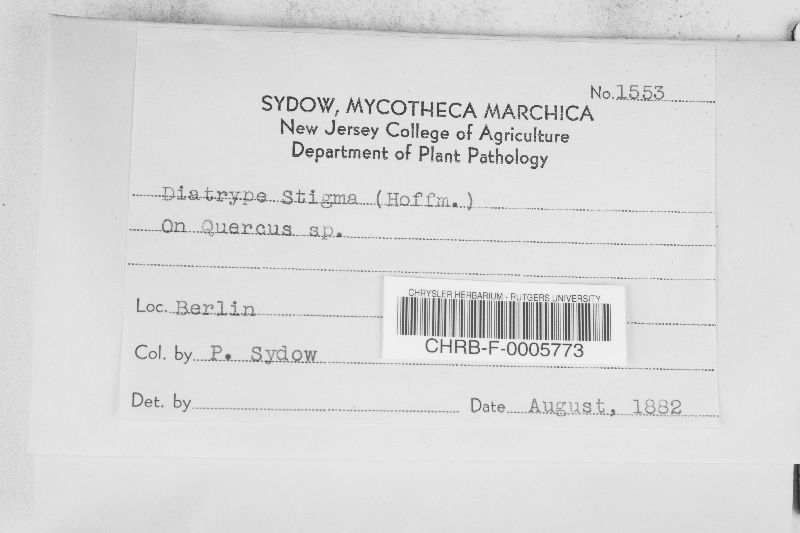 No. 1553
SYDOW, MYCOTHECA MARCHICA
New Jersey College of Agriculture
Department of Plant Pathology
Diatrype Stigma (Hoffm.)
On Quercus sp.
Loc. Berlin
CHRYSLER HERBARIUM - RUTGERS UNIVERSITY
CHRB-F-0005773
Col. by P. Sydow
Det. by
Date August, 1882